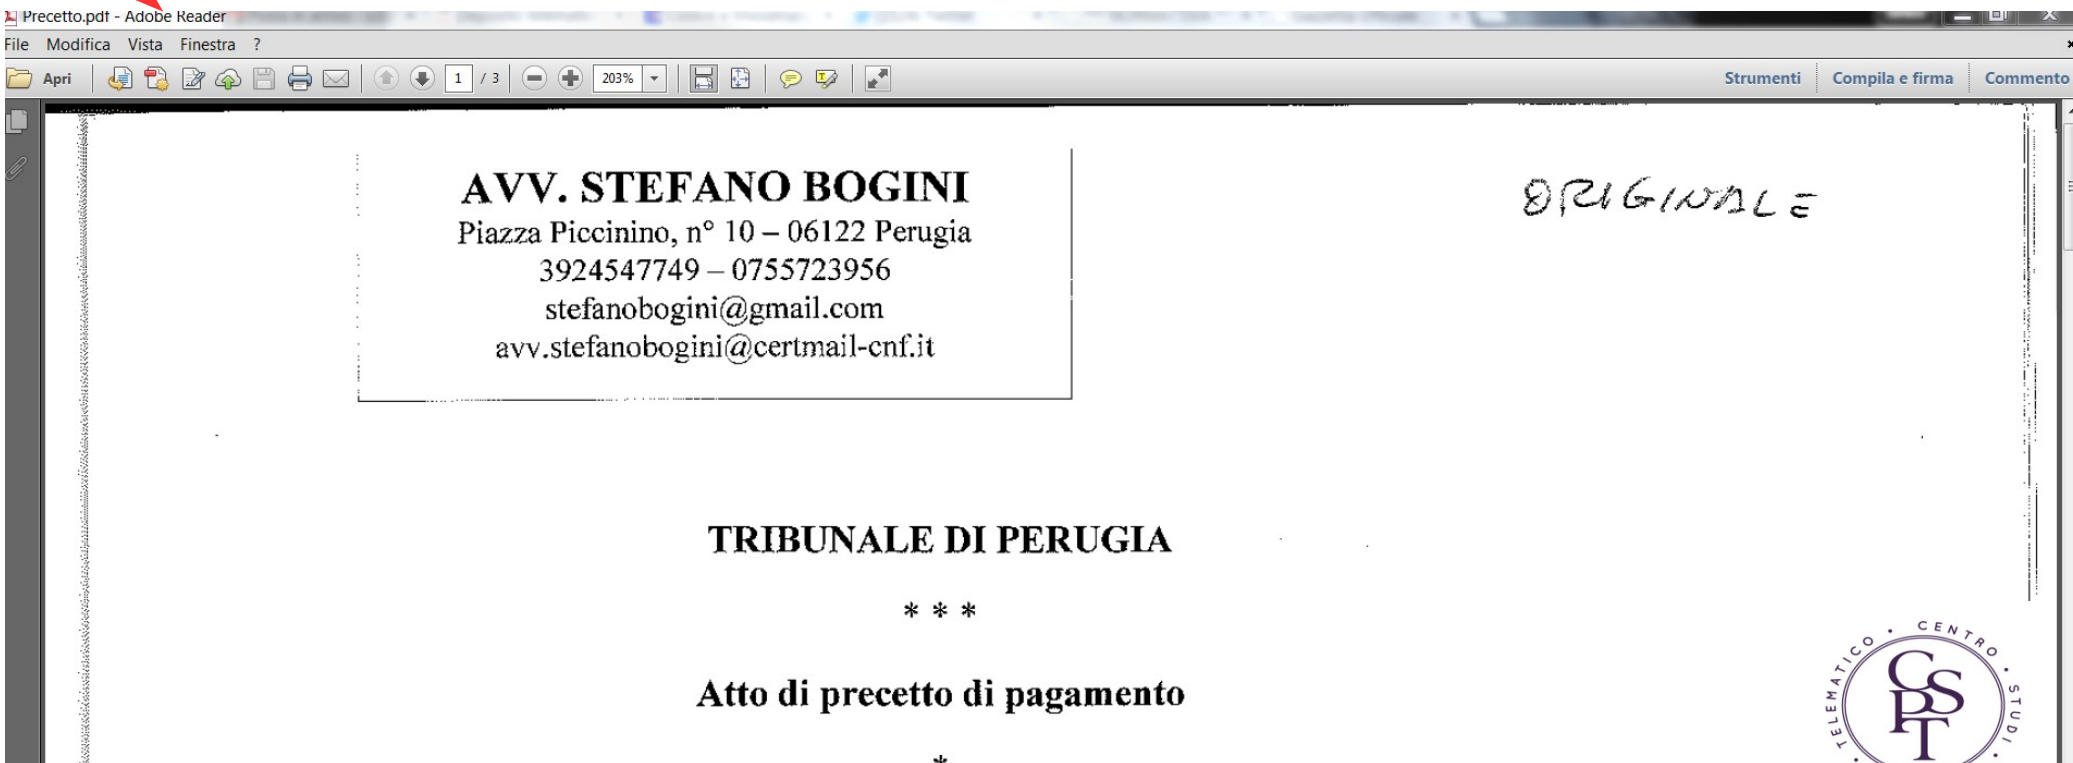 Precetto.pdf - Adobe Reader
File Modifica Vista Finestra ?
Apri 1 / 3 203% Strumenti Compila e firma Commento
AVV. STEFANO BOGINI
ORIGINALE
Piazza Piccinino, n° 10 – 06122 Perugia
3924547749 – 0755723956
stefanobogini@gmail.com
avv.stefanobogini@certmail-cnf.it
TRIBUNALE DI PERUGIA
* * *
Atto di precetto di pagamento
*
TELEMATICO · CENTRO · STUDI ·
CSPT